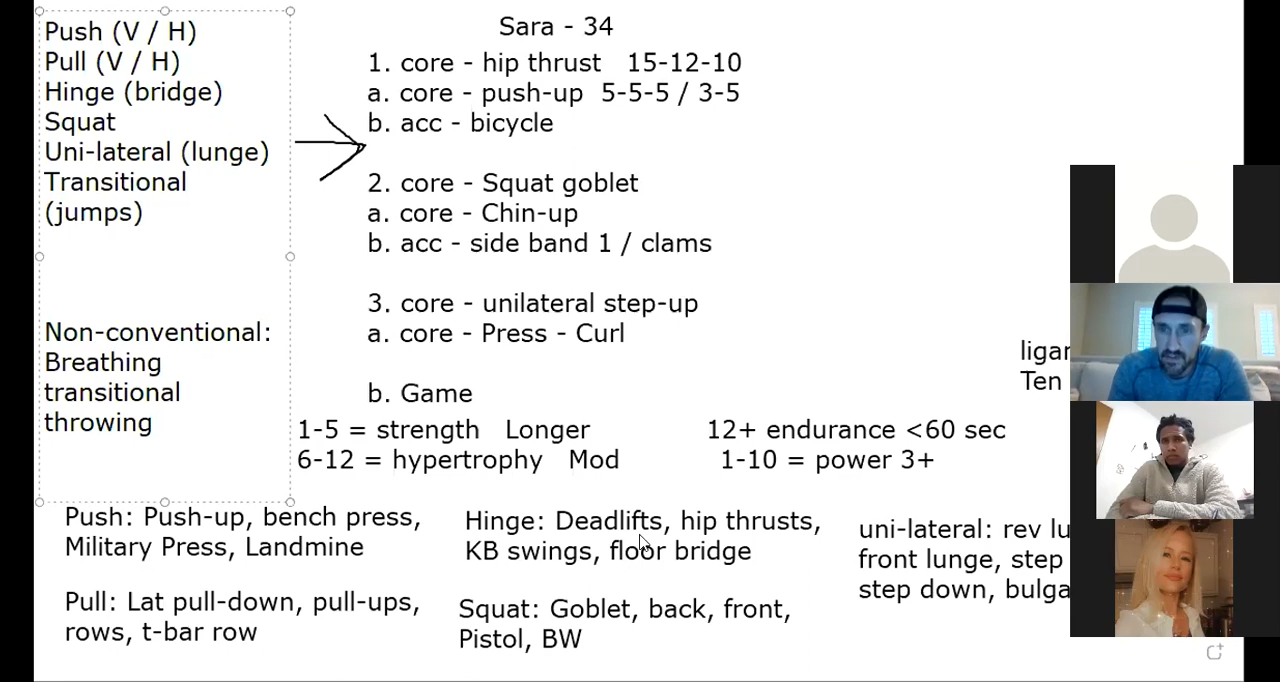 Push (V / H)
Pull (V / H)
Hinge (bridge)
Squat
Uni-lateral (lunge)
Transitional
(jumps)
Non-conventional:
Breathing
transitional
throwing
Sara - 34
1. core - hip thrust 15-12-10
a. core - push-up 5-5-5 / 3-5
b. acc - bicycle
2. core - Squat goblet
a. core - Chin-up
b. acc - side band 1 / clams
3. core - unilateral step-up
a. core - Press - Curl
b. Game
1-5 = strength Longer
6-12 = hypertrophy Mod
12+ endurance <60 sec
1-10 = power 3+
Ten
Push: Push-up, bench press,
Military Press, Landmine
Pull: Lat pull-down, pull-ups,
rows, t-bar row
Hinge: Deadlifts, hip thrusts,
KB swings, floor bridge
Squat: Goblet, back, front,
Pistol, BW
uni-lateral: rev
front lunge, step
step down,